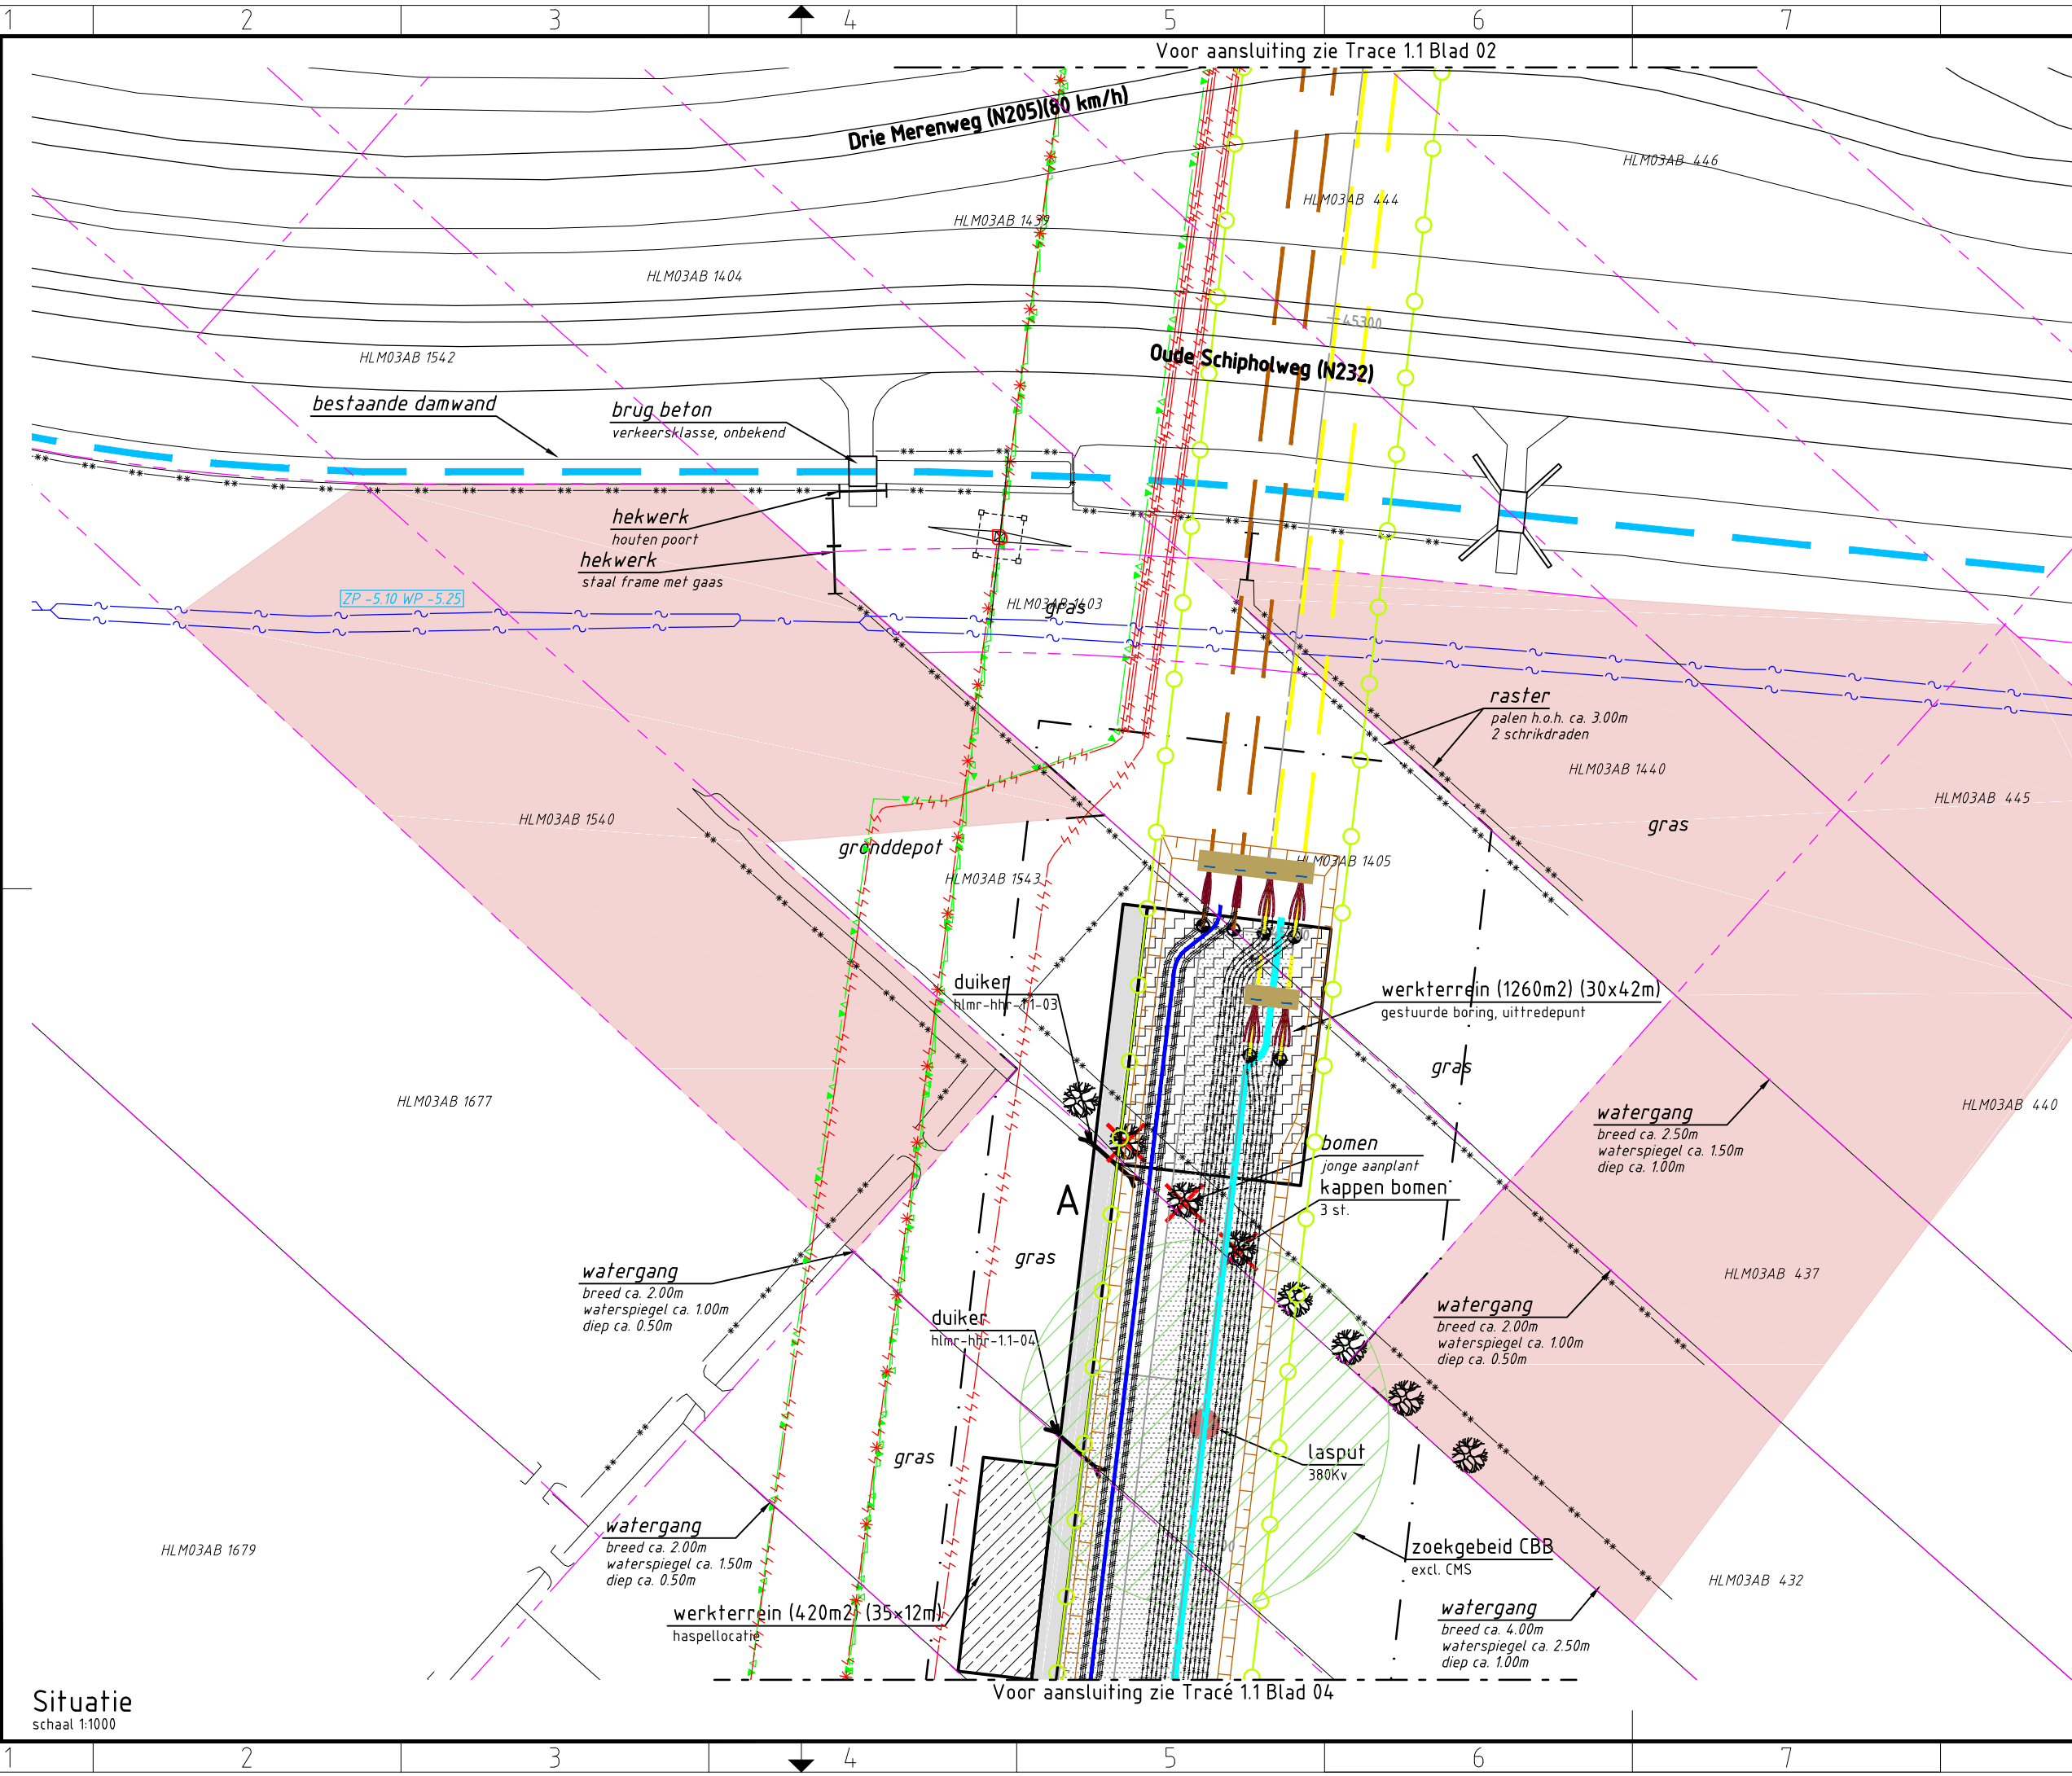 1 2 3 4 5 6 7
Voor aansluiting zie Trace 1.1 Blad 02
Drie Merenweg (N205)(80 km/h)
HLM03AB 446
HLM03AB 444
HLM03AB 1439
HLM03AB 1404
45300
HLM03AB 1542
Oude Schipholweg (N232)
bestaande damwand
brug beton
verkeersklasse, onbekend
hekwerk
houten poort
hekwerk
staal frame met gaas
ZP -5.10 WP -5.25
HLM03AB 1403
gras
raster
palen h.o.h. ca. 3.00m
2 schrikdraden
HLM03AB 1440
HLM03AB 445
HLM03AB 1540
gras
gronddepot
HLM03AB 1405
HLM03AB 1543
duiker
hlmr-hhr-1.1-03
werkterrein (1260m2) (30x42m)
gestuurde boring, uittredepunt
gras
HLM03AB 1677
HLM03AB 440
watergang
breed ca. 2.50m
waterspiegel ca. 1.50m
diep ca. 1.00m
bomen
jonge aanplant
kappen bomen
3 st.
A
gras
watergang
breed ca. 2.00m
waterspiegel ca. 1.00m
diep ca. 0.50m
HLM03AB 437
watergang
breed ca. 2.00m
waterspiegel ca. 1.00m
diep ca. 0.50m
duiker
hlmr-hhr-1.1-04
gras
lasput
380Kv
watergang
breed ca. 2.00m
waterspiegel ca. 1.50m
diep ca. 0.50m
HLM03AB 1679
zoekgebeid CBB
excl. CMS
HLM03AB 432
werkterrein (420m2) (35x12m)
haspellocatie
watergang
breed ca. 4.00m
waterspiegel ca. 2.50m
diep ca. 1.00m
Voor aansluiting zie Tracé 1.1 Blad 04
Situatie
schaal 1:1000
1 2 3 4 5 6 7